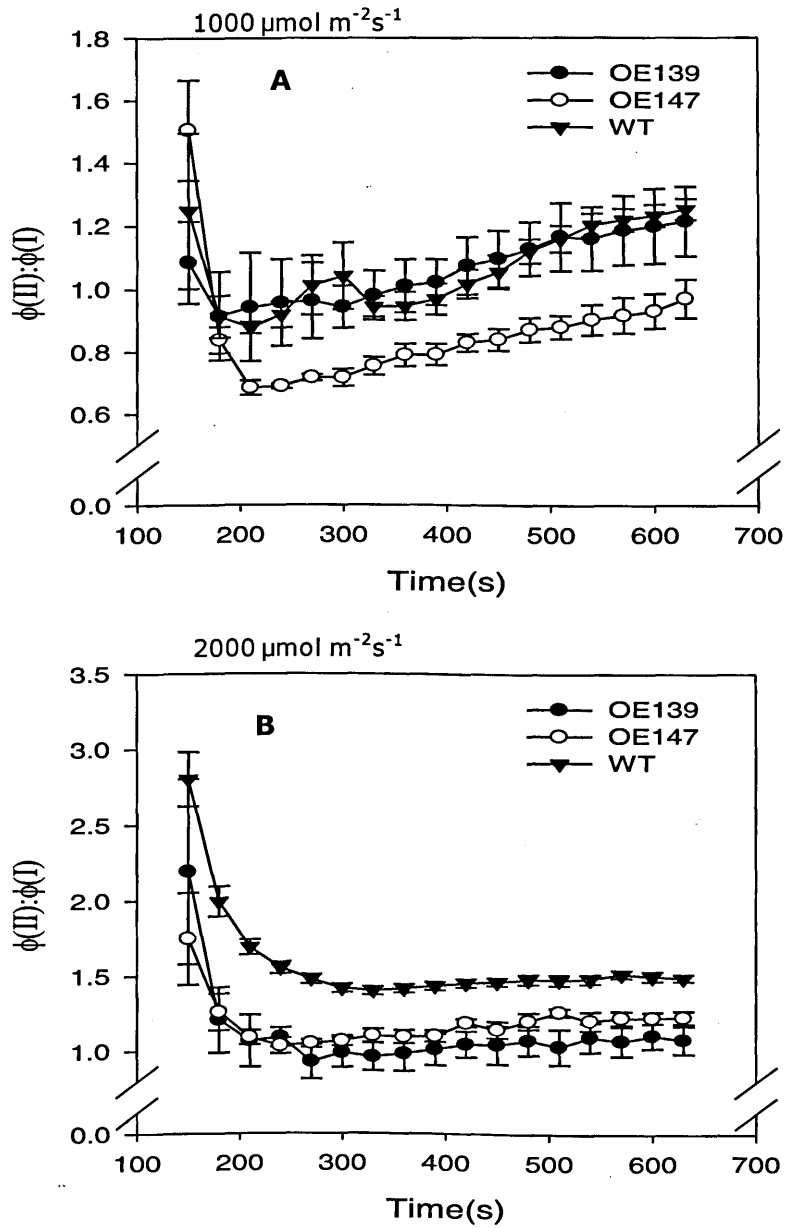 1000 µmol m⁻²s⁻¹
A
OE139
OE147
WT
1.8
1.6
1.4
1.2
1.0
0.8
0.6
0.0
ϕ(II):ϕ(I)
100 200 300 400 500 600 700
Time(s)
2000 µmol m⁻²s⁻¹
B
OE139
OE147
WT
3.5
3.0
2.5
2.0
1.5
1.0
0.0
ϕ(II):ϕ(I)
100 200 300 400 500 600 700
Time(s)